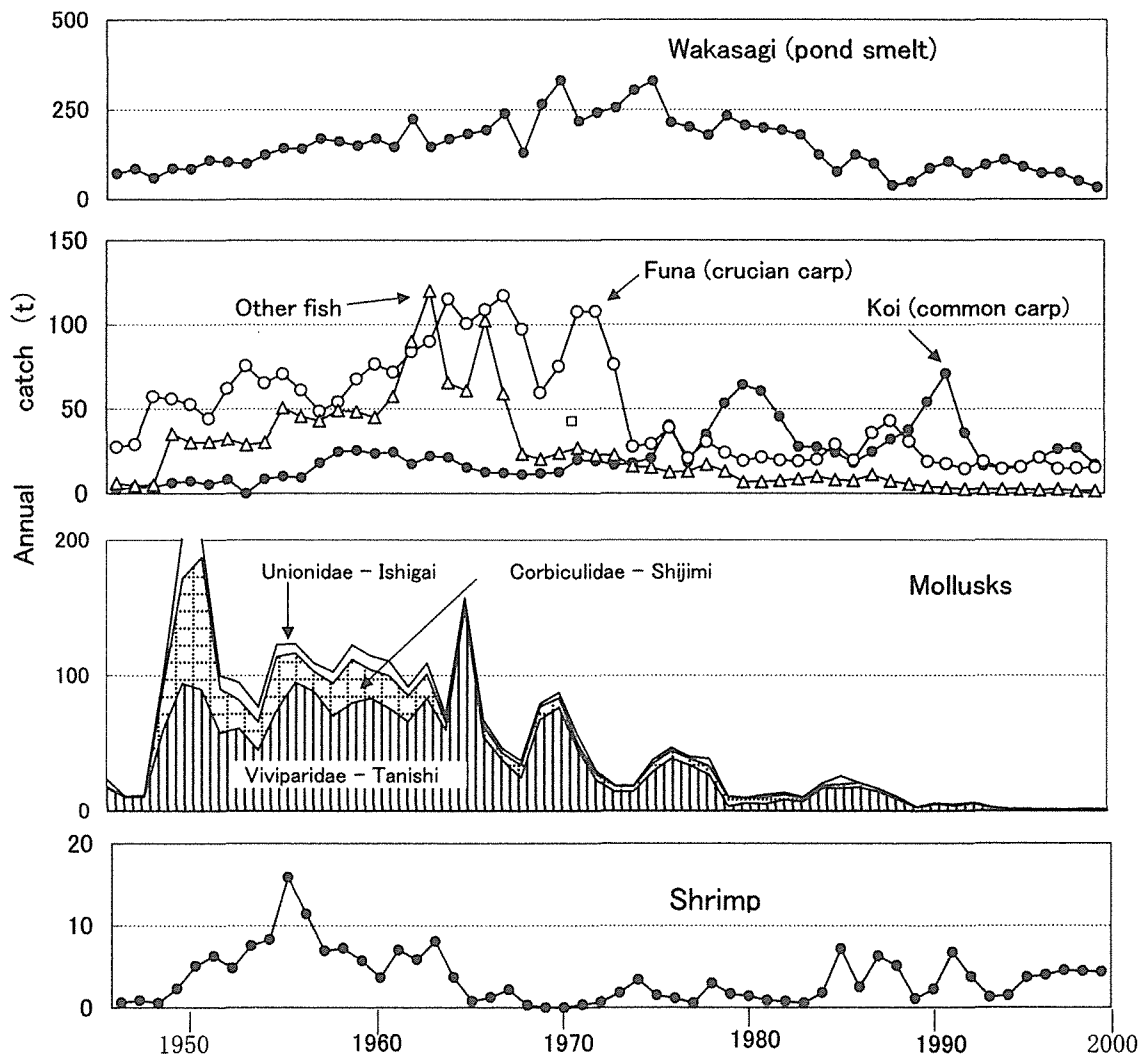 500
Wakasagi (pond smelt)
250
0
150
Funa (crucian carp)
Other fish
Koi (common carp)
100
50
0
Annual catch (t)
200
Unionidae - Ishigai
Corbiculidae - Shijimi
Mollusks
100
Viviparidae - Tanishi
0
20
Shrimp
10
0
1950 1960 1970 1980 1990 2000